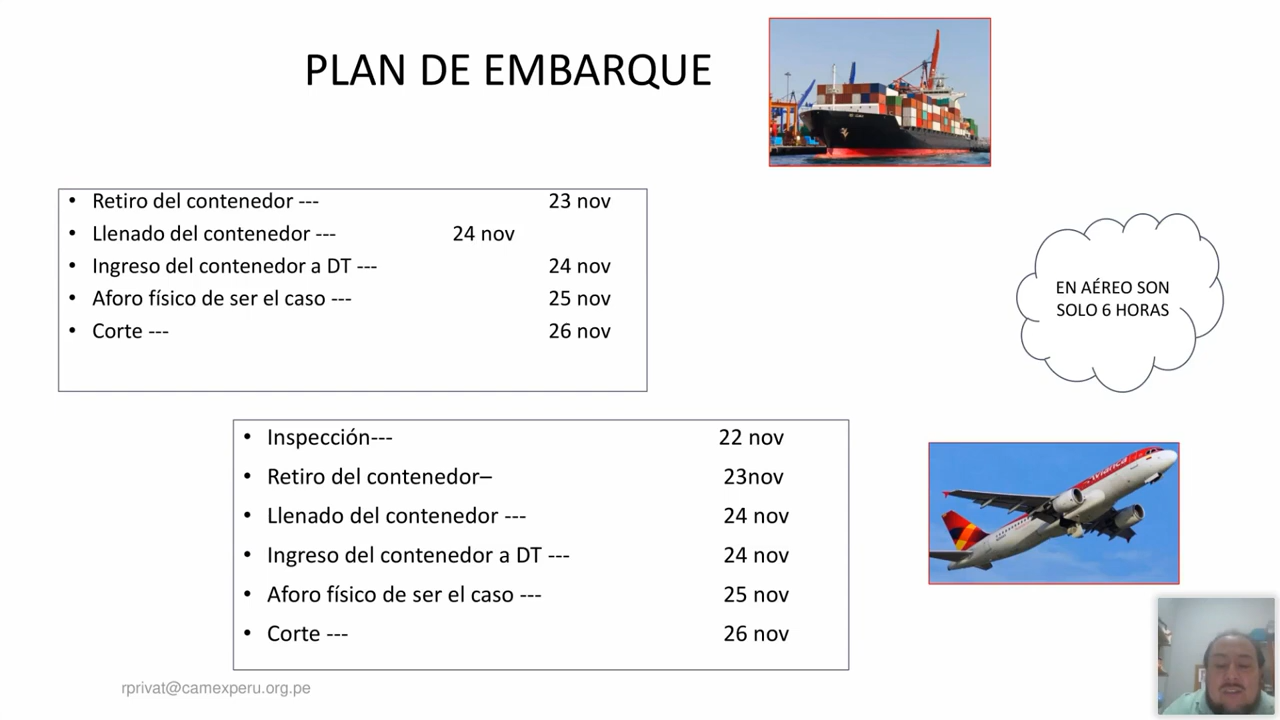 PLAN DE EMBARQUE
• Retiro del contenedor --- 23 nov
• Llenado del contenedor --- 24 nov
• Ingreso del contenedor a DT --- 24 nov
• Aforo físico de ser el caso --- 25 nov
• Corte --- 26 nov
EN AÉREO SON
SOLO 6 HORAS
• Inspección--- 22 nov
• Retiro del contenedor– 23nov
• Llenado del contenedor --- 24 nov
• Ingreso del contenedor a DT --- 24 nov
• Aforo físico de ser el caso --- 25 nov
• Corte --- 26 nov
Avianca
rprivat@camexperu.org.pe